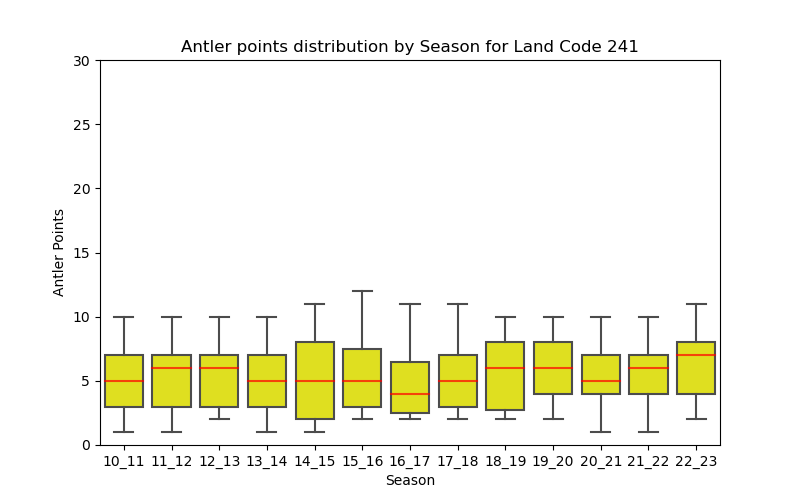 Antler points distribution by Season for Land Code 241
30
25
20
15
10
5
0
Antler Points
10_11 11_12 12_13 13_14 14_15 15_16 16_17 17_18 18_19 19_20 20_21 21_22 22_23
Season